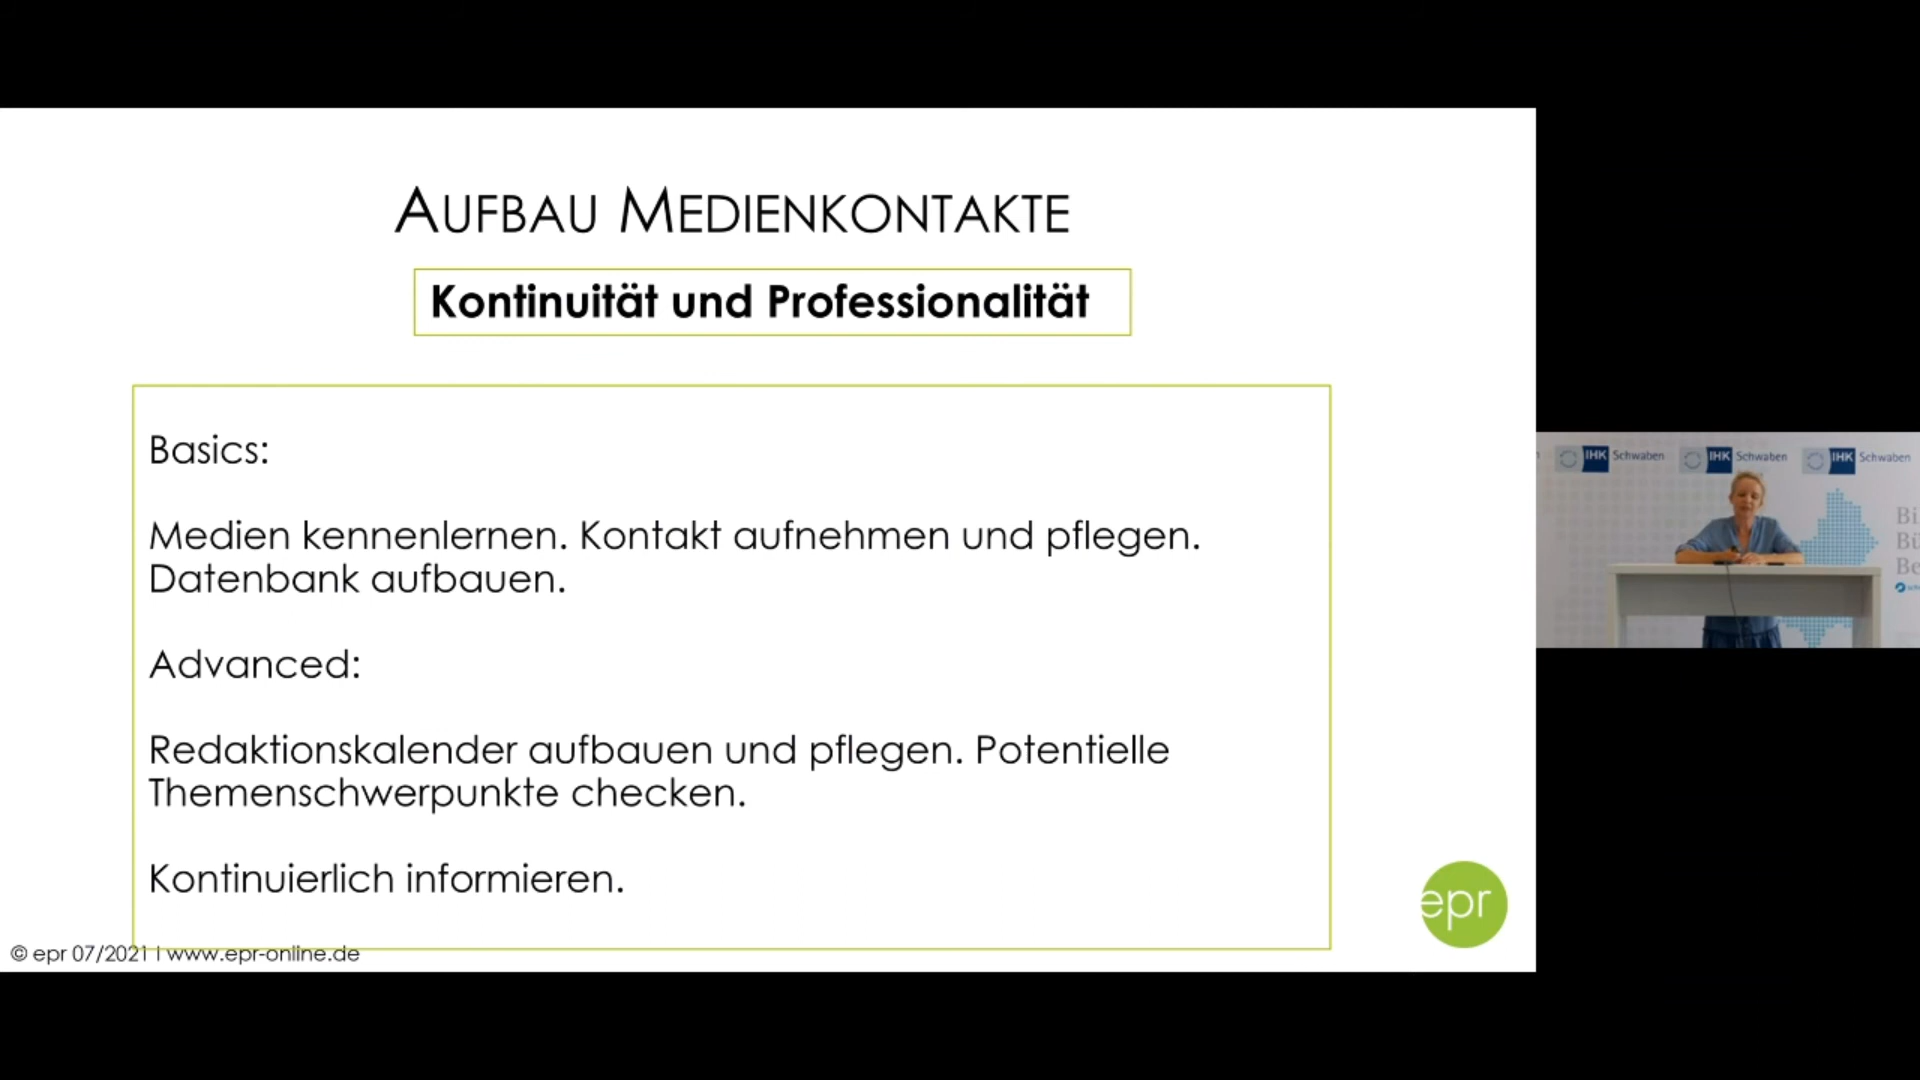 AUFBAU MEDIENKONTAKTE
Kontinuität und Professionalität
Basics:
Medien kennenlernen. Kontakt aufnehmen und pflegen.
Datenbank aufbauen.
Advanced:
Redaktionskalender aufbauen und pflegen. Potentielle
Themenschwerpunkte checken.
Kontinuierlich informieren.
epr
© epr 07/2021 | www.epr-online.de
IHK Schwaben
IHK Schwaben
IHK Schwaben